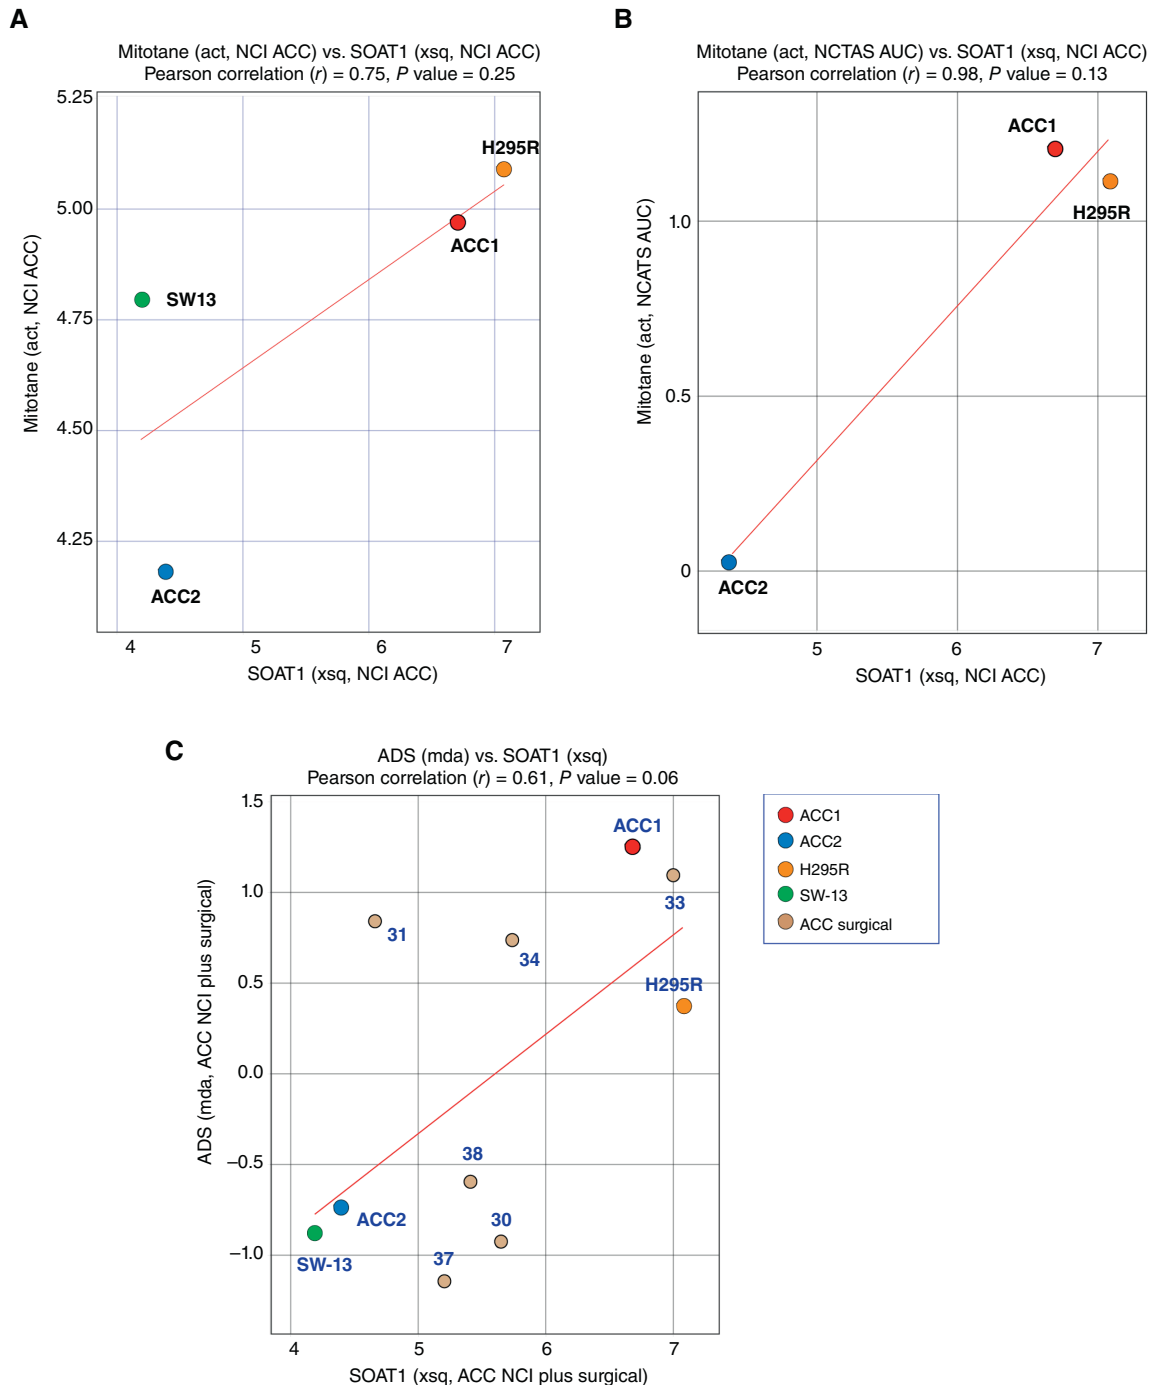 A
Mitotane (act, NCI ACC) vs. SOAT1 (xsq, NCI ACC)
Pearson correlation (r) = 0.75, P value = 0.25
5.25
5.00
4.75
4.50
4.25
Mitotane (act, NCI ACC)
H295R
ACC1
SW13
ACC2
4 5 6 7
SOAT1 (xsq, NCI ACC)
B
Mitotane (act, NCTAS AUC) vs. SOAT1 (xsq, NCI ACC)
Pearson correlation (r) = 0.98, P value = 0.13
1.0
0.5
0
Mitotane (act, NCATS AUC)
ACC1
H295R
ACC2
5 6 7
SOAT1 (xsq, NCI ACC)
C
ADS (mda) vs. SOAT1 (xsq)
Pearson correlation (r) = 0.61, P value = 0.06
1.5
1.0
0.5
0.0
–0.5
–1.0
ADS (mda, ACC NCI plus surgical)
ACC1
33
31
34
H295R
38
ACC2
30
SW-13
37
4 5 6 7
SOAT1 (xsq, ACC NCI plus surgical)
ACC1
ACC2
H295R
SW-13
ACC surgical